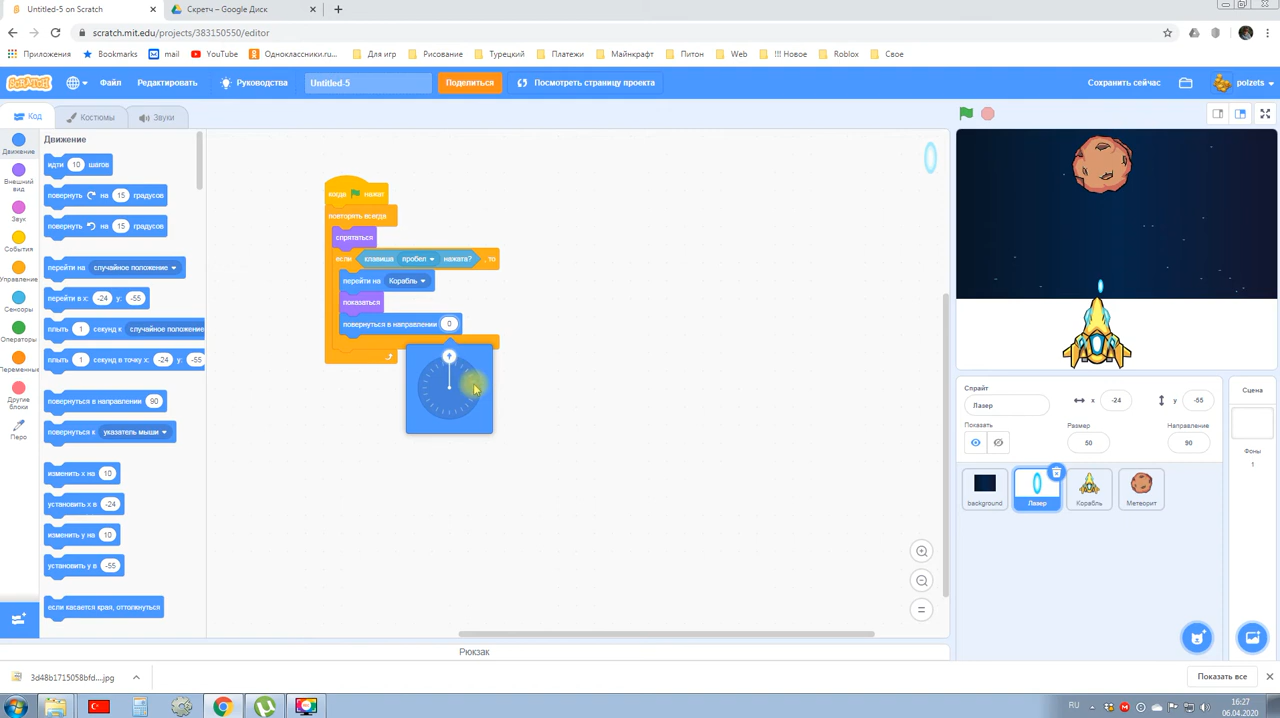 Untitled-5 on Scratch
Скретч – Google Диск
scratch.mit.edu/projects/383150550/editor
Приложения
Bookmarks
mail
YouTube
Одноклассники.ru...
Для игр
Рисование
Турецкий
Платежи
Майнкрафт
Питон
Web
!!! Новое
Roblox
Свое
SCRATCH
Файл
Редактировать
Руководства
Untitled-5
Поделиться
Посмотреть страницу проекта
Сохранить сейчас
polzets
Код
Костюмы
Звуки
Движение
Внешний вид
Звук
События
Управление
Сенсоры
Операторы
Переменные
Другие блоки
Перо
Движение
идти 10 шагов
повернуть на 15 градусов
повернуть на 15 градусов
перейти на случайное положение
перейти в x: -24 y: -55
плыть 1 секунд к случайное положение
плыть 1 секунд в точку x: -24 y: -55
повернуться в направлении 90
повернуться к указатель мыши
изменить x на 10
установить x в -24
изменить y на 10
установить y в -55
если касается края, оттолкнуться
когда нажат
повторять всегда
спрятаться
если клавиша пробел нажата? , то
перейти на Корабль
показаться
повернуться в направлении 0
Спрайт
Лазер
x -24
y -55
Показать
Размер
50
Направление
90
background
Лазер
Корабль
Метеорит
Сцена
Фоны
1
Рюкзак
3d48b1715058bfd....jpg
Показать все
RU
16:27
06.04.2020